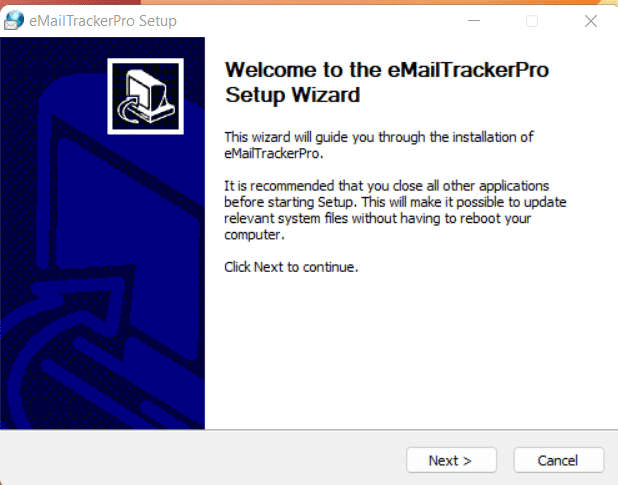 eMailTrackerPro Setup
Welcome to the eMailTrackerPro
Setup Wizard
This wizard will guide you through the installation of
eMailTrackerPro.
It is recommended that you close all other applications
before starting Setup. This will make it possible to update
relevant system files without having to reboot your
computer.
Click Next to continue.
Next >
Cancel